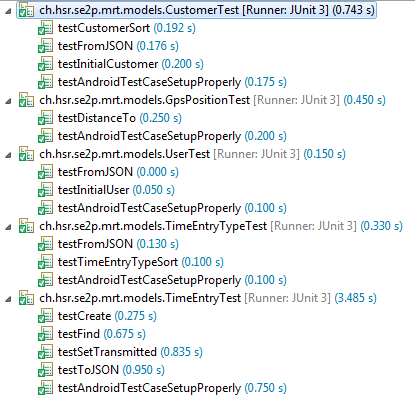 ch.hsr.se2p.mrt.models.CustomerTest [Runner: JUnit 3] (0.743 s)
testCustomerSort (0.192 s)
testFromJSON (0.176 s)
testInitialCustomer (0.200 s)
testAndroidTestCaseSetupProperly (0.175 s)
ch.hsr.se2p.mrt.models.GpsPositionTest [Runner: JUnit 3] (0.450 s)
testDistanceTo (0.250 s)
testAndroidTestCaseSetupProperly (0.200 s)
ch.hsr.se2p.mrt.models.UserTest [Runner: JUnit 3] (0.150 s)
testFromJSON (0.000 s)
testInitialUser (0.050 s)
testAndroidTestCaseSetupProperly (0.100 s)
ch.hsr.se2p.mrt.models.TimeEntryTypeTest [Runner: JUnit 3] (0.330 s)
testFromJSON (0.130 s)
testTimeEntryTypeSort (0.100 s)
testAndroidTestCaseSetupProperly (0.100 s)
ch.hsr.se2p.mrt.models.TimeEntryTest [Runner: JUnit 3] (3.485 s)
testCreate (0.275 s)
testFind (0.675 s)
testSetTransmitted (0.835 s)
testToJSON (0.950 s)
testAndroidTestCaseSetupProperly (0.750 s)